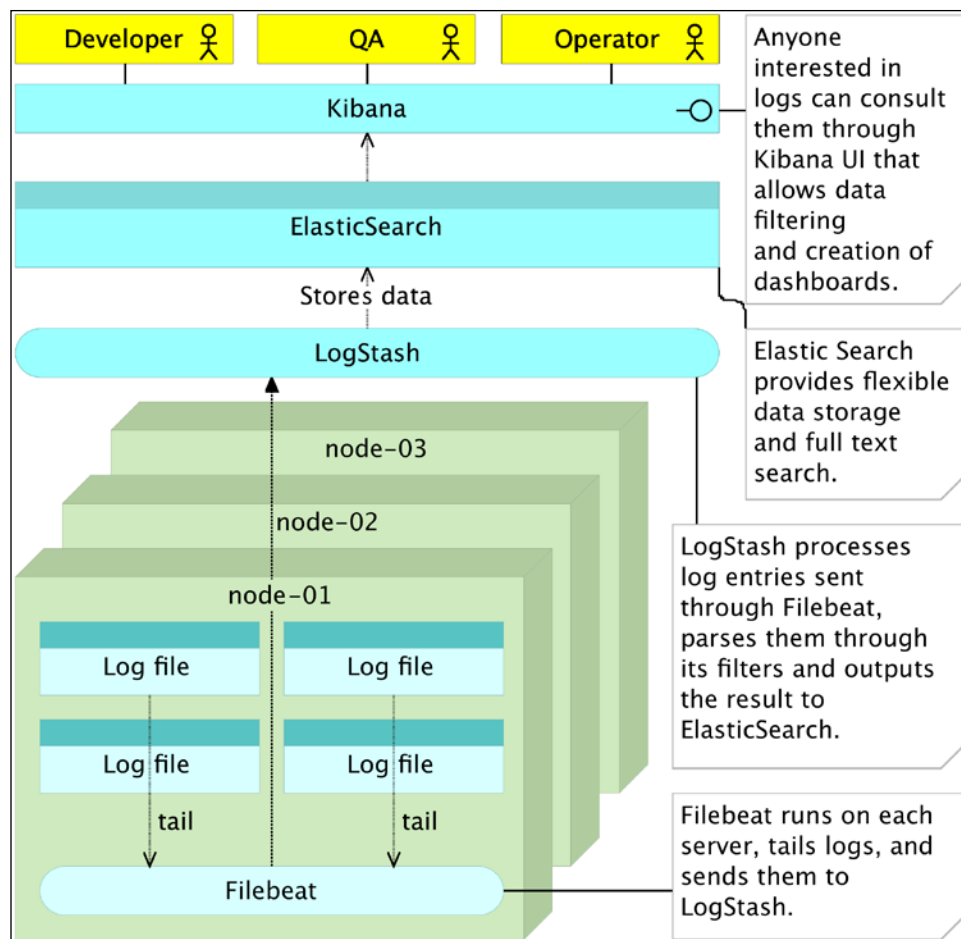 Developer
QA
Operator
Kibana
Anyone
interested in
logs can consult
them through
Kibana UI that
allows data
filtering
and creation of
dashboards.
ElasticSearch
Stores data
LogStash
Elastic Search
provides flexible
data storage
and full text
search.
node-03
node-02
node-01
LogStash processes
log entries sent
through Filebeat,
parses them through
its filters and outputs
the result to
ElasticSearch.
Log file
Log file
Log file
Log file
tail
tail
Filebeat
Filebeat runs on each
server, tails logs, and
sends them to
LogStash.